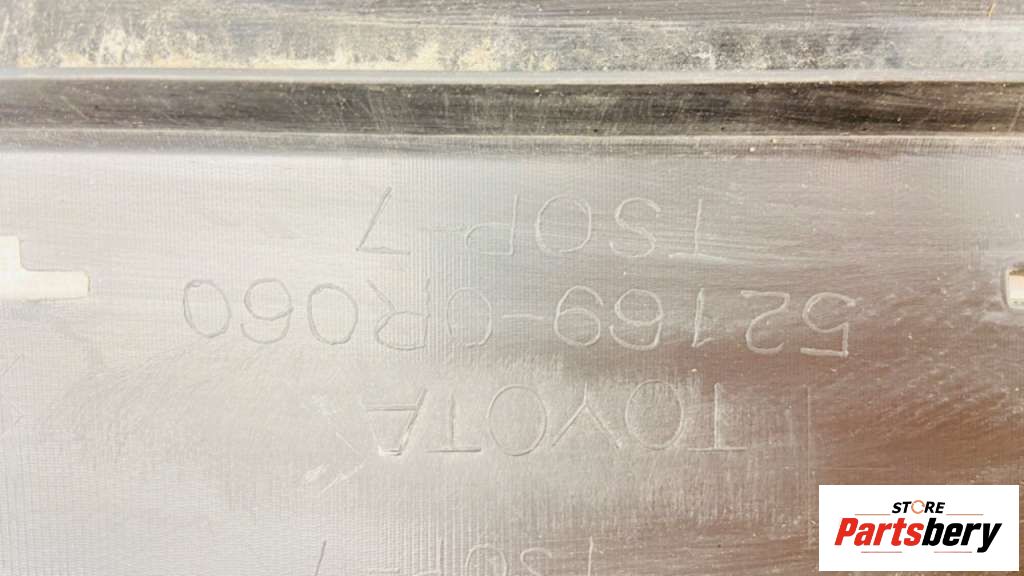 TOYOTA
52169-0R060
TSOP-7
STORE
Partsbery